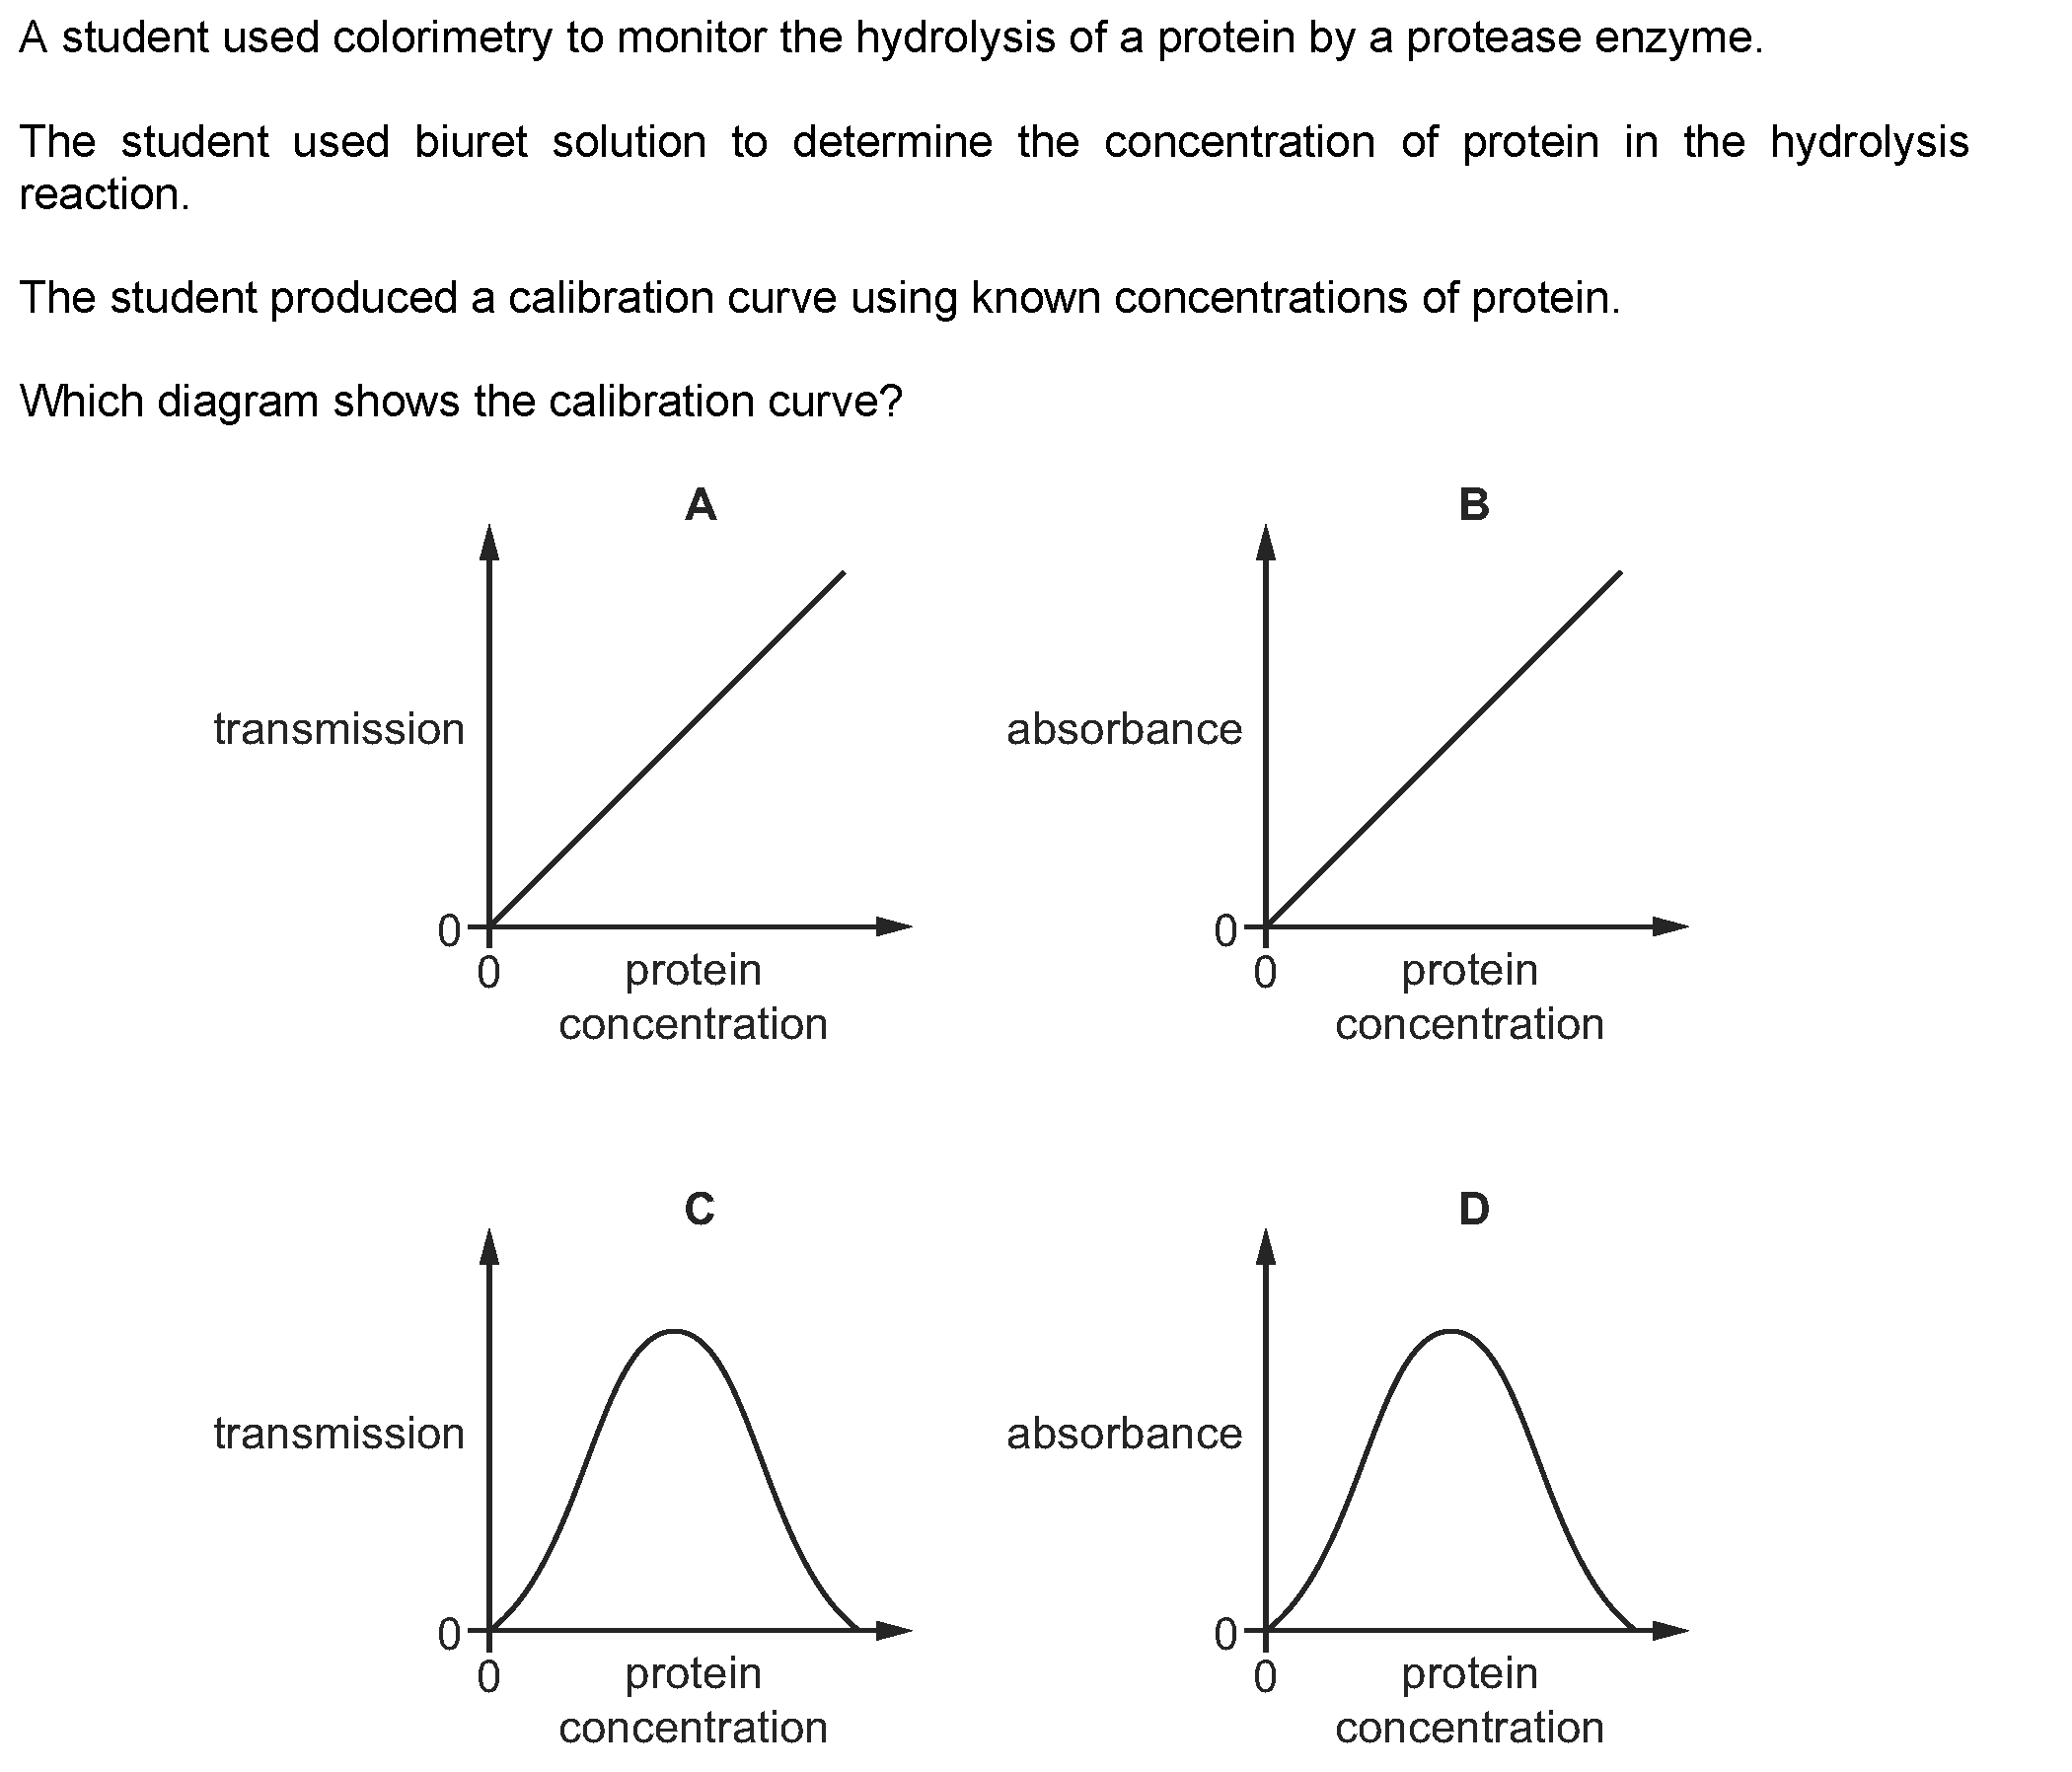 A student used colorimetry to monitor the hydrolysis of a protein by a protease enzyme.
The student used biuret solution to determine the concentration of protein in the hydrolysis
reaction.
The student produced a calibration curve using known concentrations of protein.
Which diagram shows the calibration curve?
A
transmission
0
0
protein
concentration
B
absorbance
0
0
protein
concentration
C
transmission
0
0
protein
concentration
D
absorbance
0
0
protein
concentration